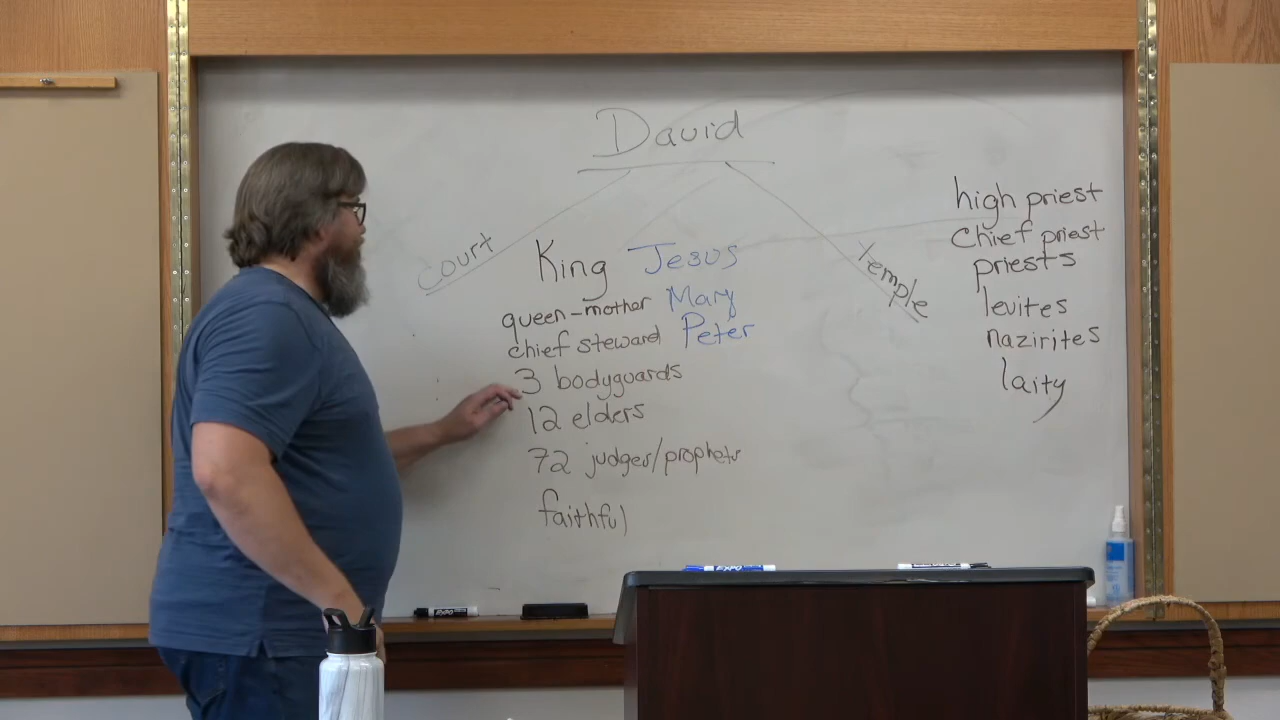 David
Court
Temple
King Jesus
queen-mother Mary
chief steward Peter
3 bodyguards
12 elders
72 judges/prophets
faithful
high priest
Chief priest
priests
levites
nazirites
laity
EXPO